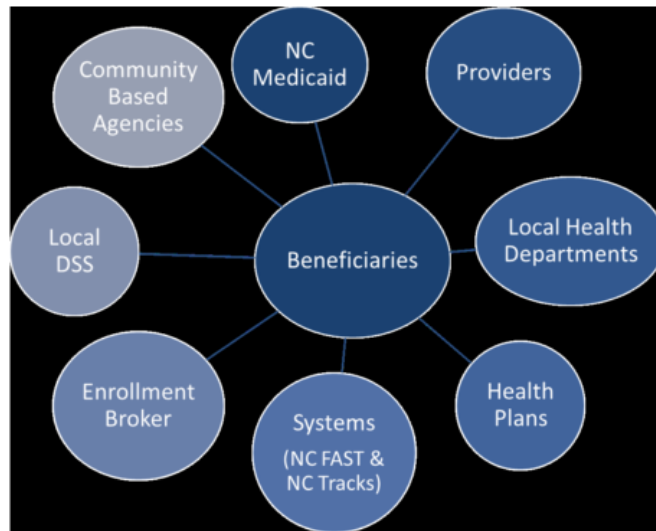 NC
Medicaid
Providers
Community
Based
Agencies
Local Health
Departments
Local
DSS
Beneficiaries
Enrollment
Broker
Health
Plans
Systems
(NC FAST &
NC Tracks)